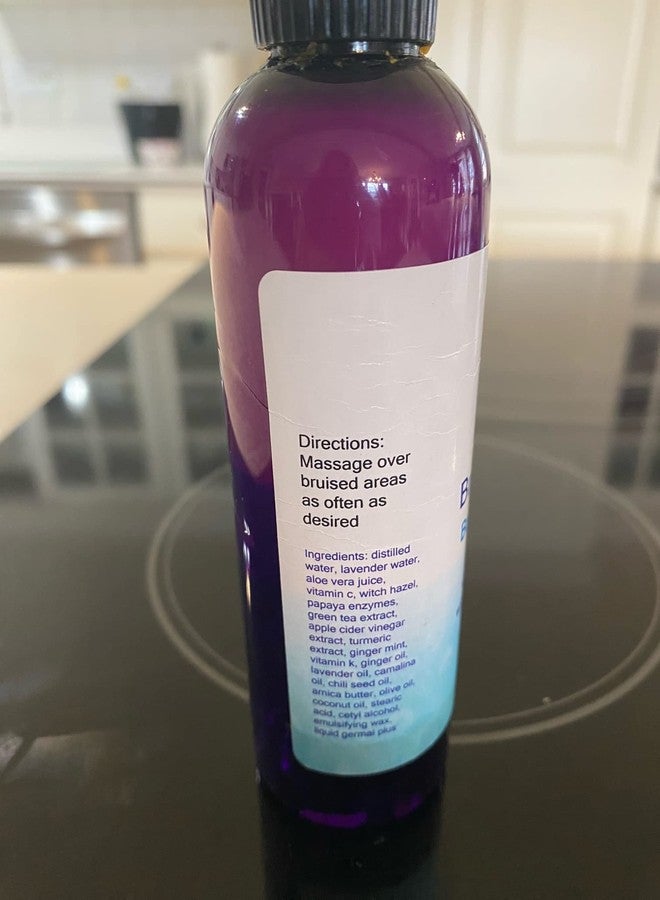 Directions:
Massage over
bruised areas
as often as
desired
Ingredients: distilled
water, lavender water,
aloe vera juice,
vitamin c, witch hazel,
papaya enzymes,
green tea extract,
apple cider vinegar
extract, turmeric
extract, ginger mint,
vitamin k, ginger oil,
lavender oil, camalina
oil, chili seed oil,
arnica butter, olive oil,
coconut oil, stearic
acid, cetyl alcohol,
emulsifying wax,
liquid germal plus